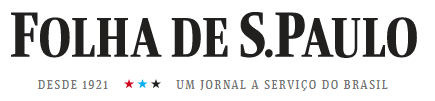 FOLHA DE S.PAULO
DESDE 1921 ★★★ UM JORNAL A SERVIÇO DO BRASIL